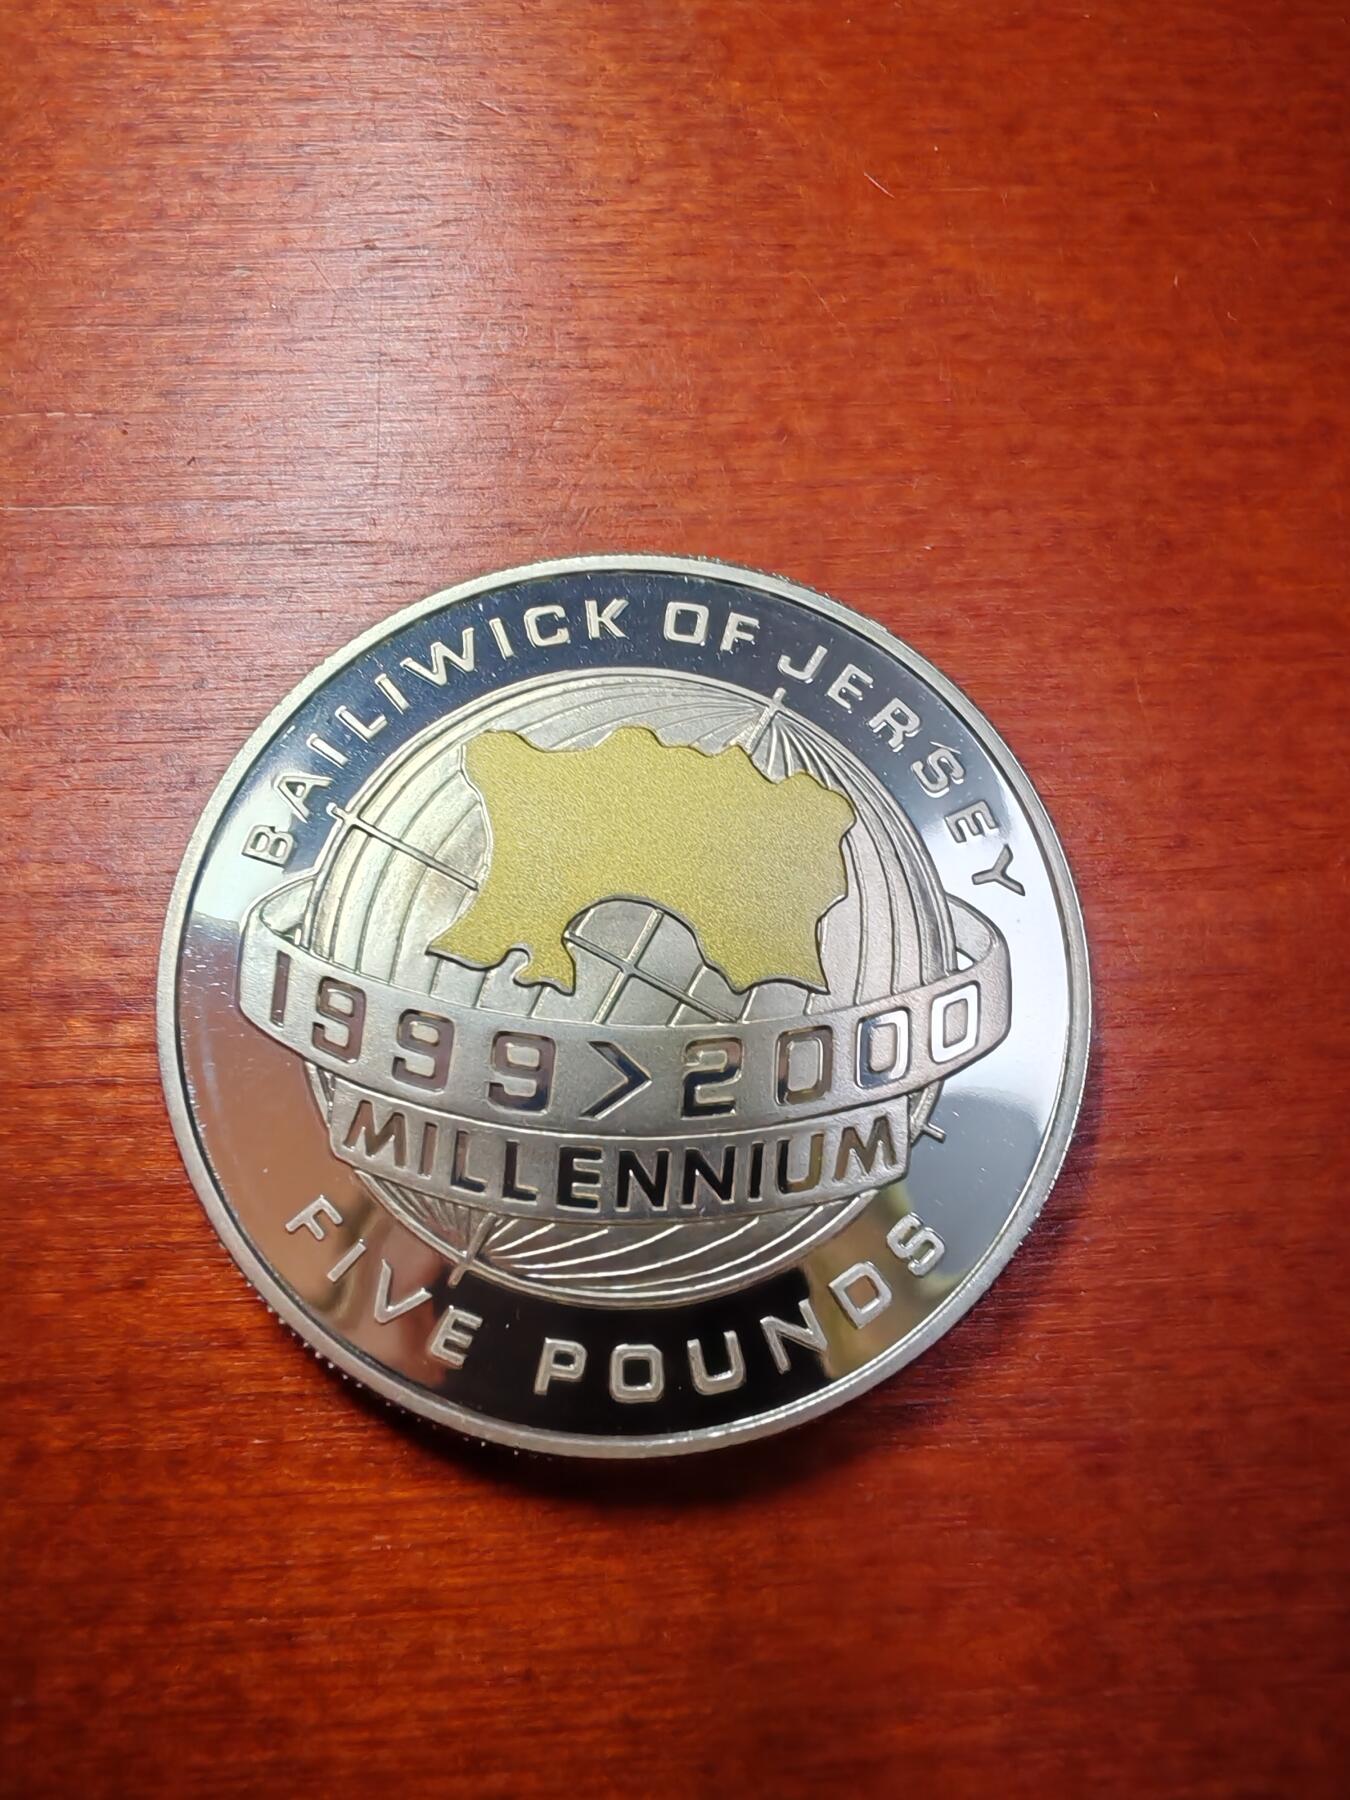 BAILIWICK OF JERSEY
1999>2000
MILLENNIUM
FIVE POUNDS